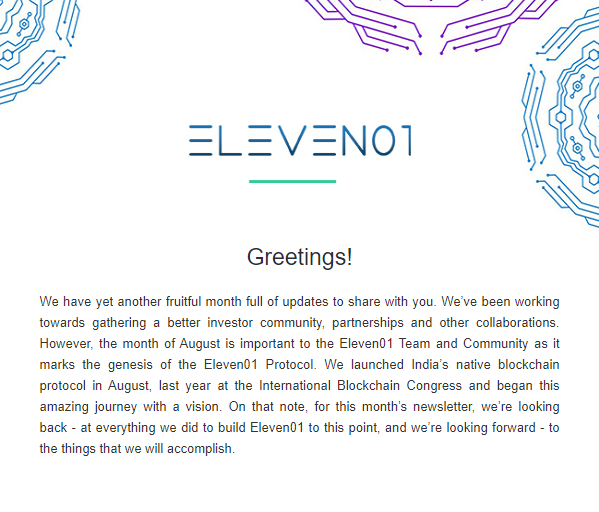 ELEVEN01
Greetings!
We have yet another fruitful month full of updates to share with you. We’ve been working
towards gathering a better investor community, partnerships and other collaborations.
However, the month of August is important to the Eleven01 Team and Community as it
marks the genesis of the Eleven01 Protocol. We launched India’s native blockchain
protocol in August, last year at the International Blockchain Congress and began this
amazing journey with a vision. On that note, for this month’s newsletter, we’re looking
back - at everything we did to build Eleven01 to this point, and we’re looking forward - to
the things that we will accomplish.